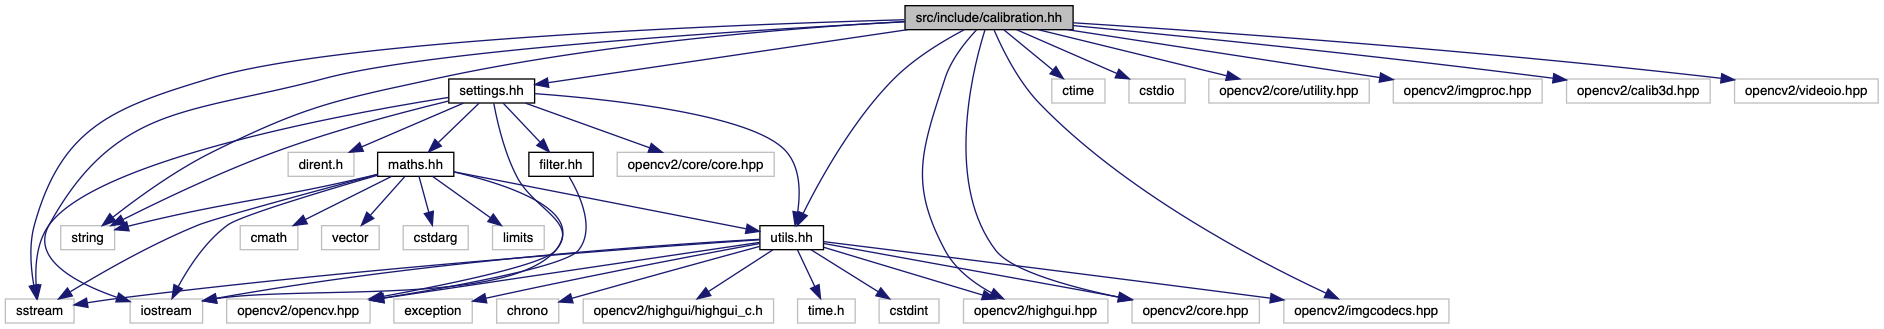 src/include/calibration.hh
settings.hh
ctime
cstdio
opencv2/core/utility.hpp
opencv2/imgproc.hpp
opencv2/calib3d.hpp
opencv2/videoio.hpp
dirent.h
maths.hh
filter.hh
opencv2/core/core.hpp
string
cmath
vector
cstdarg
limits
utils.hh
sstream
iostream
opencv2/opencv.hpp
exception
chrono
opencv2/highgui/highgui_c.h
time.h
cstdint
opencv2/highgui.hpp
opencv2/core.hpp
opencv2/imgcodecs.hpp